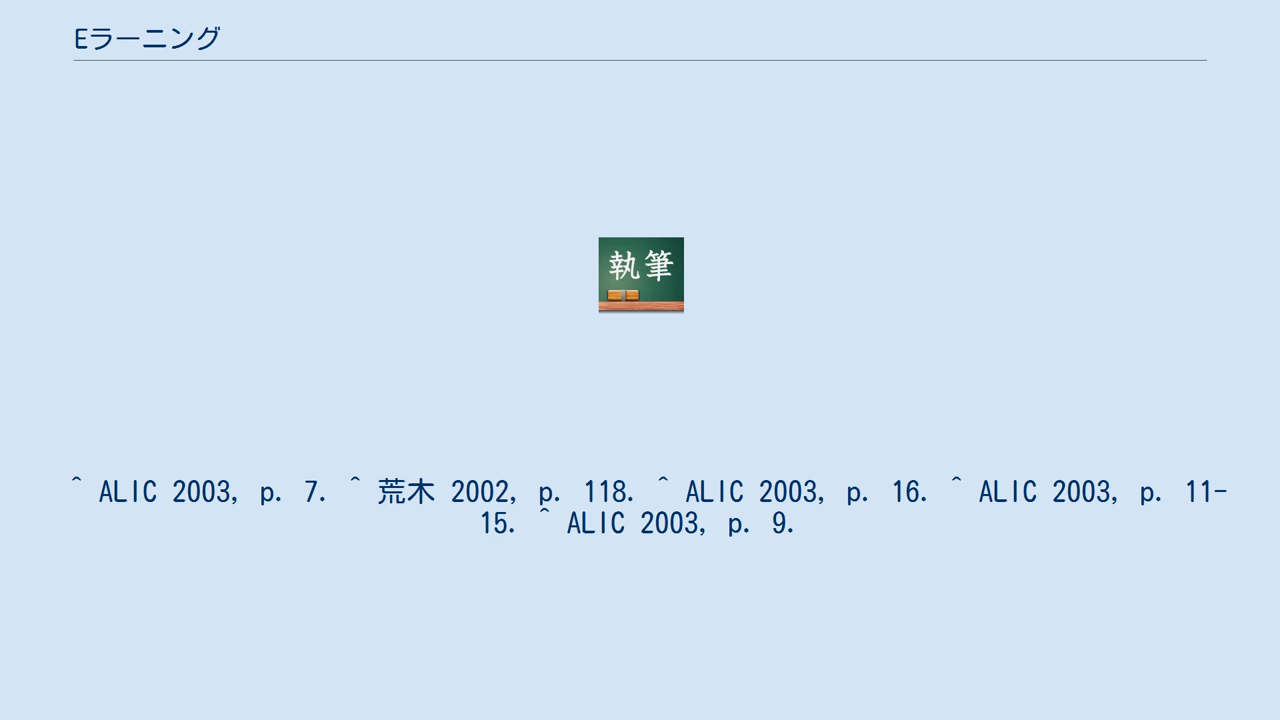 Eラーニング
執筆
^ ALIC 2003, p. 7. ^ 荒木 2002, p. 118. ^ ALIC 2003, p. 16. ^ ALIC 2003, p. 11-
15. ^ ALIC 2003, p. 9.